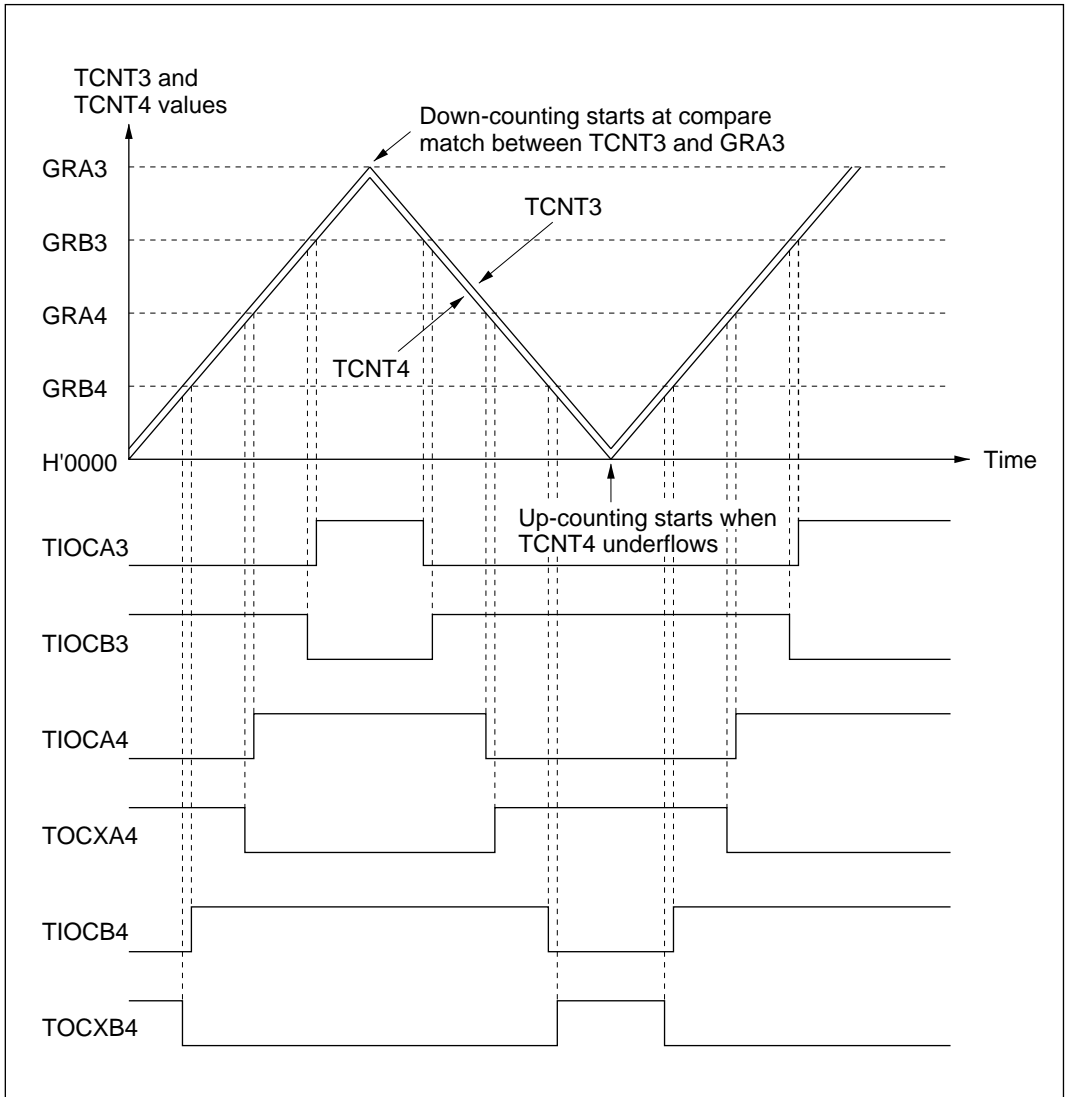 TCNT3 and
TCNT4 values
Down-counting starts at compare
match between TCNT3 and GRA3
GRA3
TCNT3
GRB3
GRA4
TCNT4
GRB4
H'0000
Time
Up-counting starts when
TCNT4 underflows
TIOCA3
TIOCB3
TIOCA4
TOCXA4
TIOCB4
TOCXB4